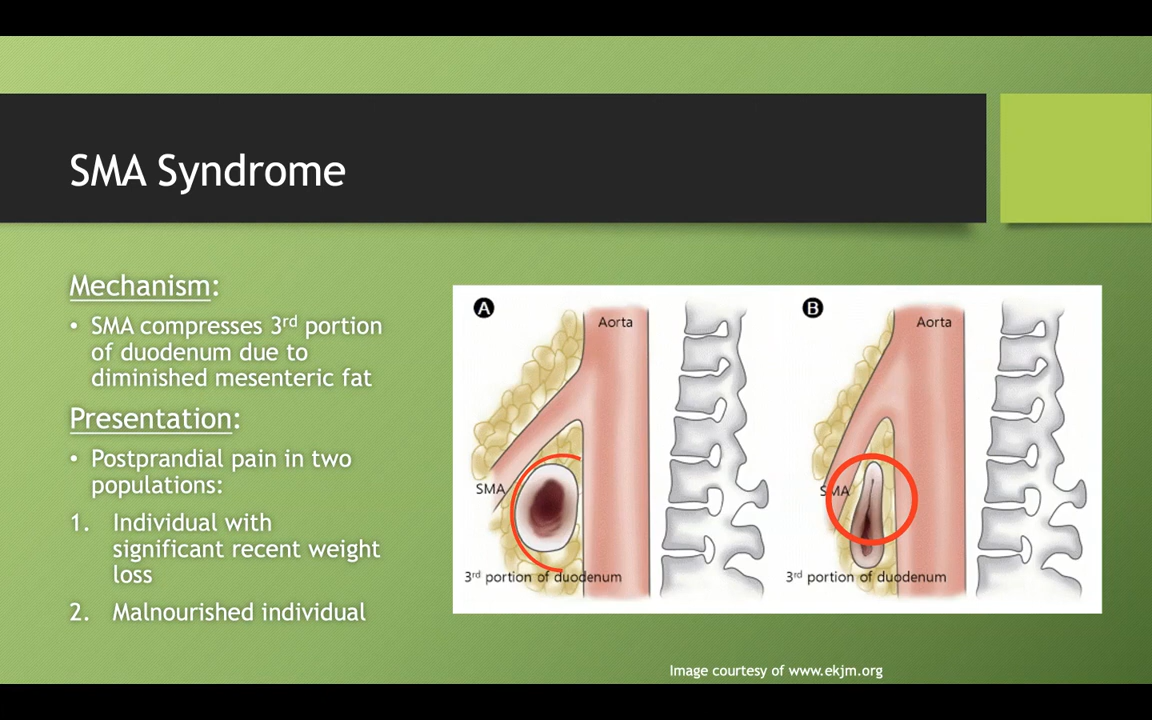 SMA Syndrome
Mechanism:
• SMA compresses 3rd portion
of duodenum due to
diminished mesenteric fat
Presentation:
• Postprandial pain in two
populations:
1. Individual with
significant recent weight
loss
2. Malnourished individual
A
Aorta
SMA
3rd portion of duodenum
B
Aorta
SMA
3rd portion of duodenum
Image courtesy of www.ekjm.org